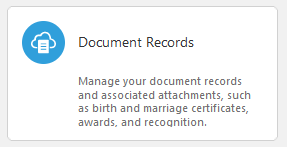 Document Records
Manage your document records
and associated attachments, such
as birth and marriage certificates,
awards, and recognition.